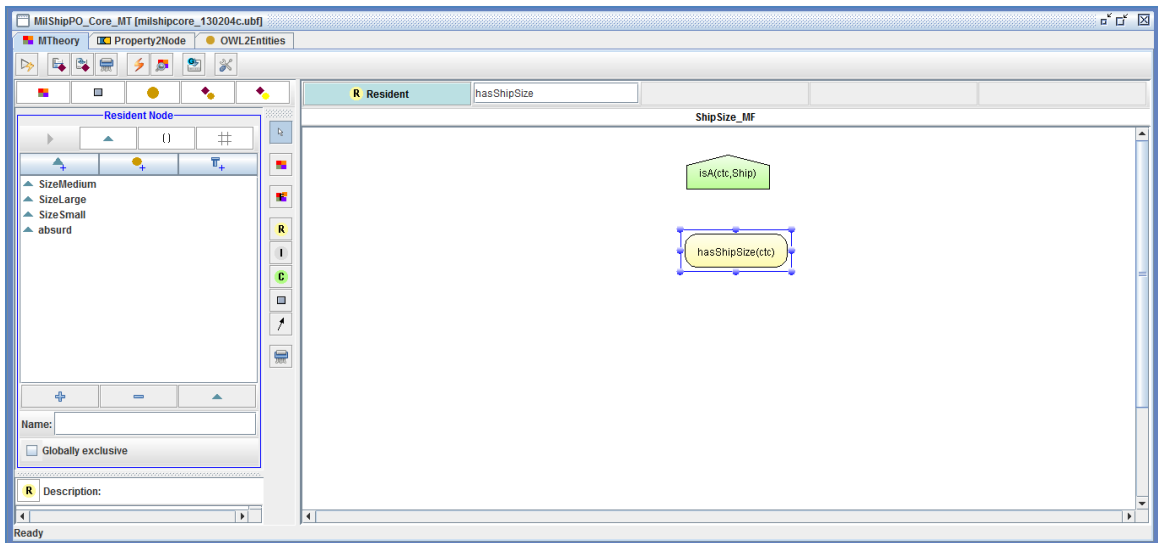 MilShipPO_Core_MT [milshipcore_130204c.ubf]
MTheory Property2Node OWL2Entities
R Resident hasShipSize
ShipSize_MF
Resident Node
( )
SizeMedium
SizeLarge
SizeSmall
absurd
Name:
Globally exclusive
R Description:
R
I
C
isA(ctc,Ship)
hasShipSize(ctc)
Ready